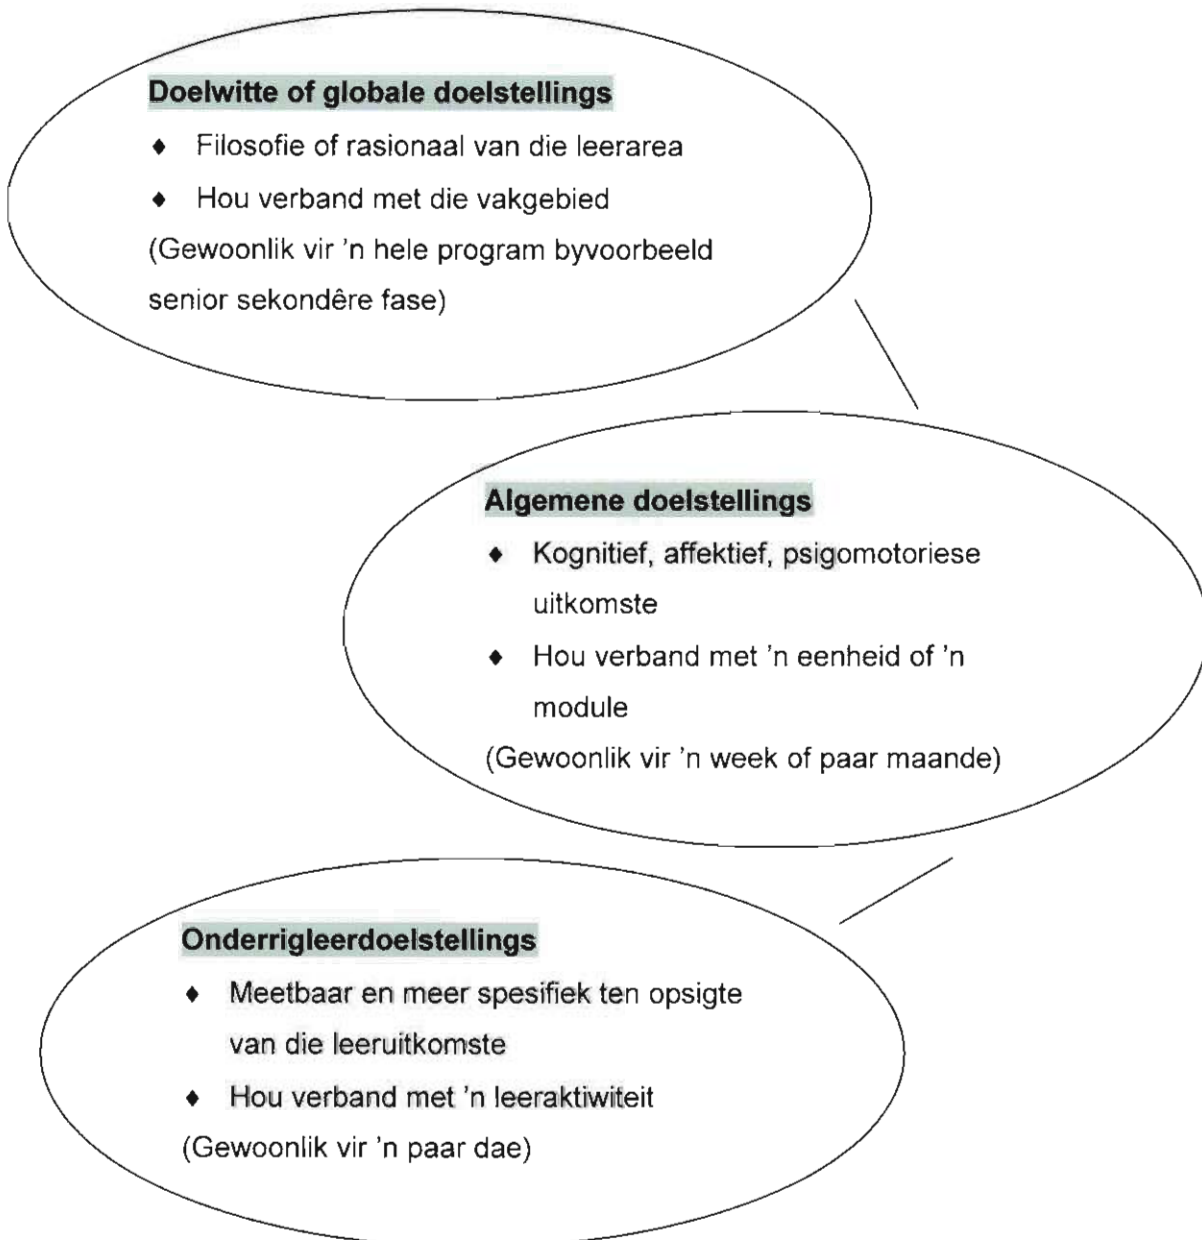 Doelwitte of globale doelstellings
♦ Filosofie of rasionaal van die leerarea
♦ Hou verband met die vakgebied
(Gewoonlik vir 'n hele program byvoorbeeld
senior sekondêre fase)
Algemene doelstellings
♦ Kognitief, affektief, psigomotoriese
uitkomste
♦ Hou verband met 'n eenheid of 'n
module
(Gewoonlik vir 'n week of paar maande)
Onderrigleerdoelstellings
♦ Meetbaar en meer spesifiek ten opsigte
van die leeruitkomste
♦ Hou verband met 'n leeraktiwiteit
(Gewoonlik vir 'n paar dae)